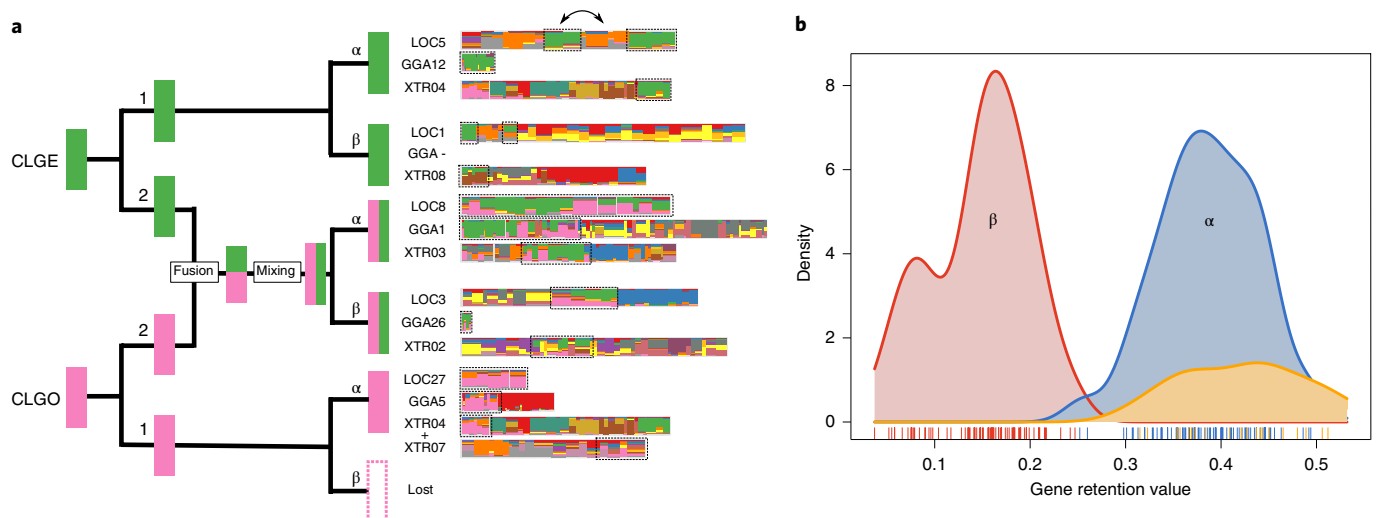 a
CLGE
1
2
Fusion
Mixing
2
CLGO
1
α
LOC5
GGA12
XTR04
β
LOC1
GGA -
XTR08
α
LOC8
GGA1
XTR03
β
LOC3
GGA26
XTR02
α
LOC27
GGA5
XTR04
+
XTR07
β
Lost
b
Density
8
6
4
2
0
β
α
0.1 0.2 0.3 0.4 0.5
Gene retention value